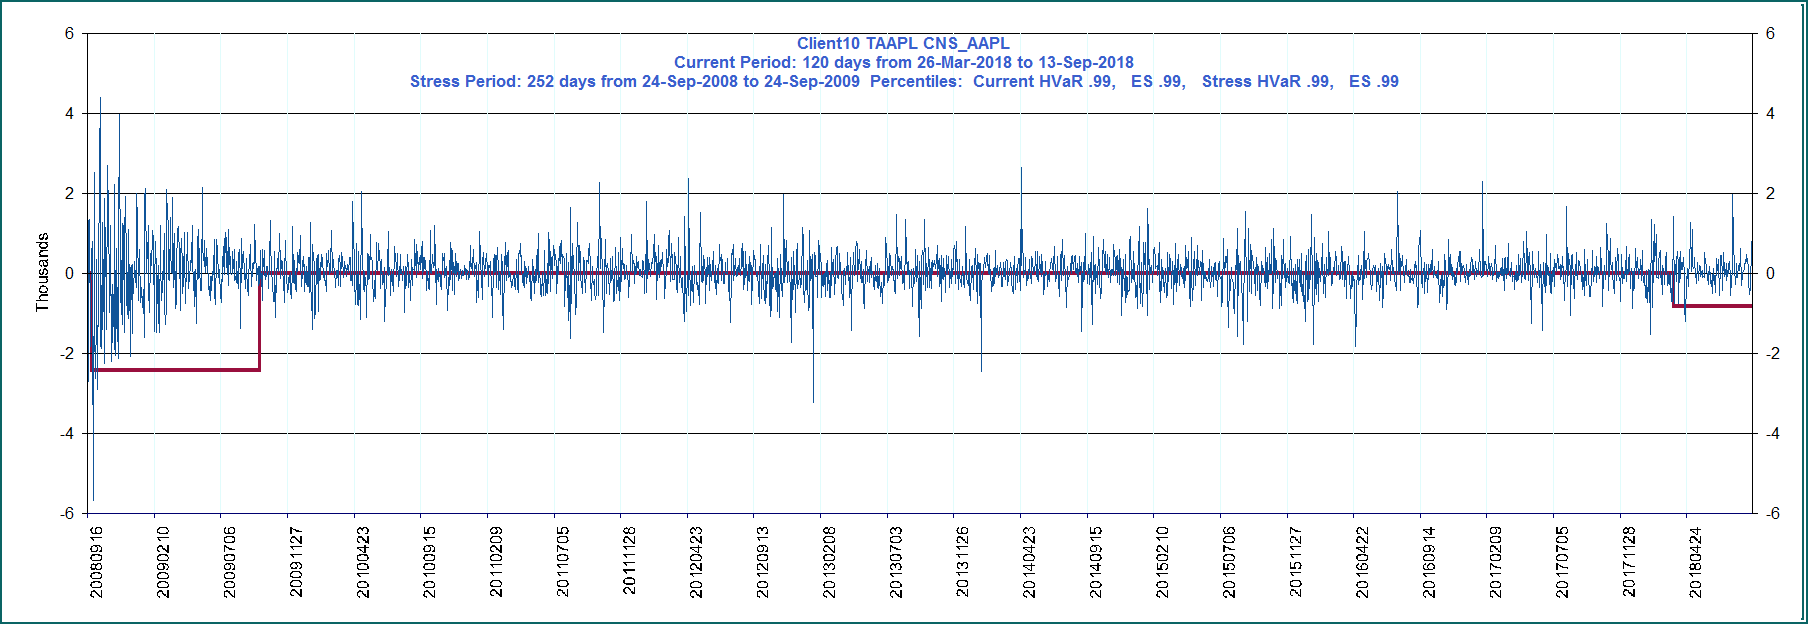 Client10 TAAPL CNS_AAPL
Current Period: 120 days from 26-Mar-2018 to 13-Sep-2018
Stress Period: 252 days from 24-Sep-2008 to 24-Sep-2009 Percentiles: Current HVaR .99, ES .99, Stress HVaR .99, ES .99
Thousands
6 6
4 4
2 2
0 0
-2 -2
-4 -4
-6 -6
20080916 20090210 20090706 20091127 20100423 20100915 20110209 20110705 20111128 20120423 20120913 20130208 20130703 20131126 20140423 20140915 20150210 20150706 20151127 20160422 20160914 20170209 20170705 20171128 20180424